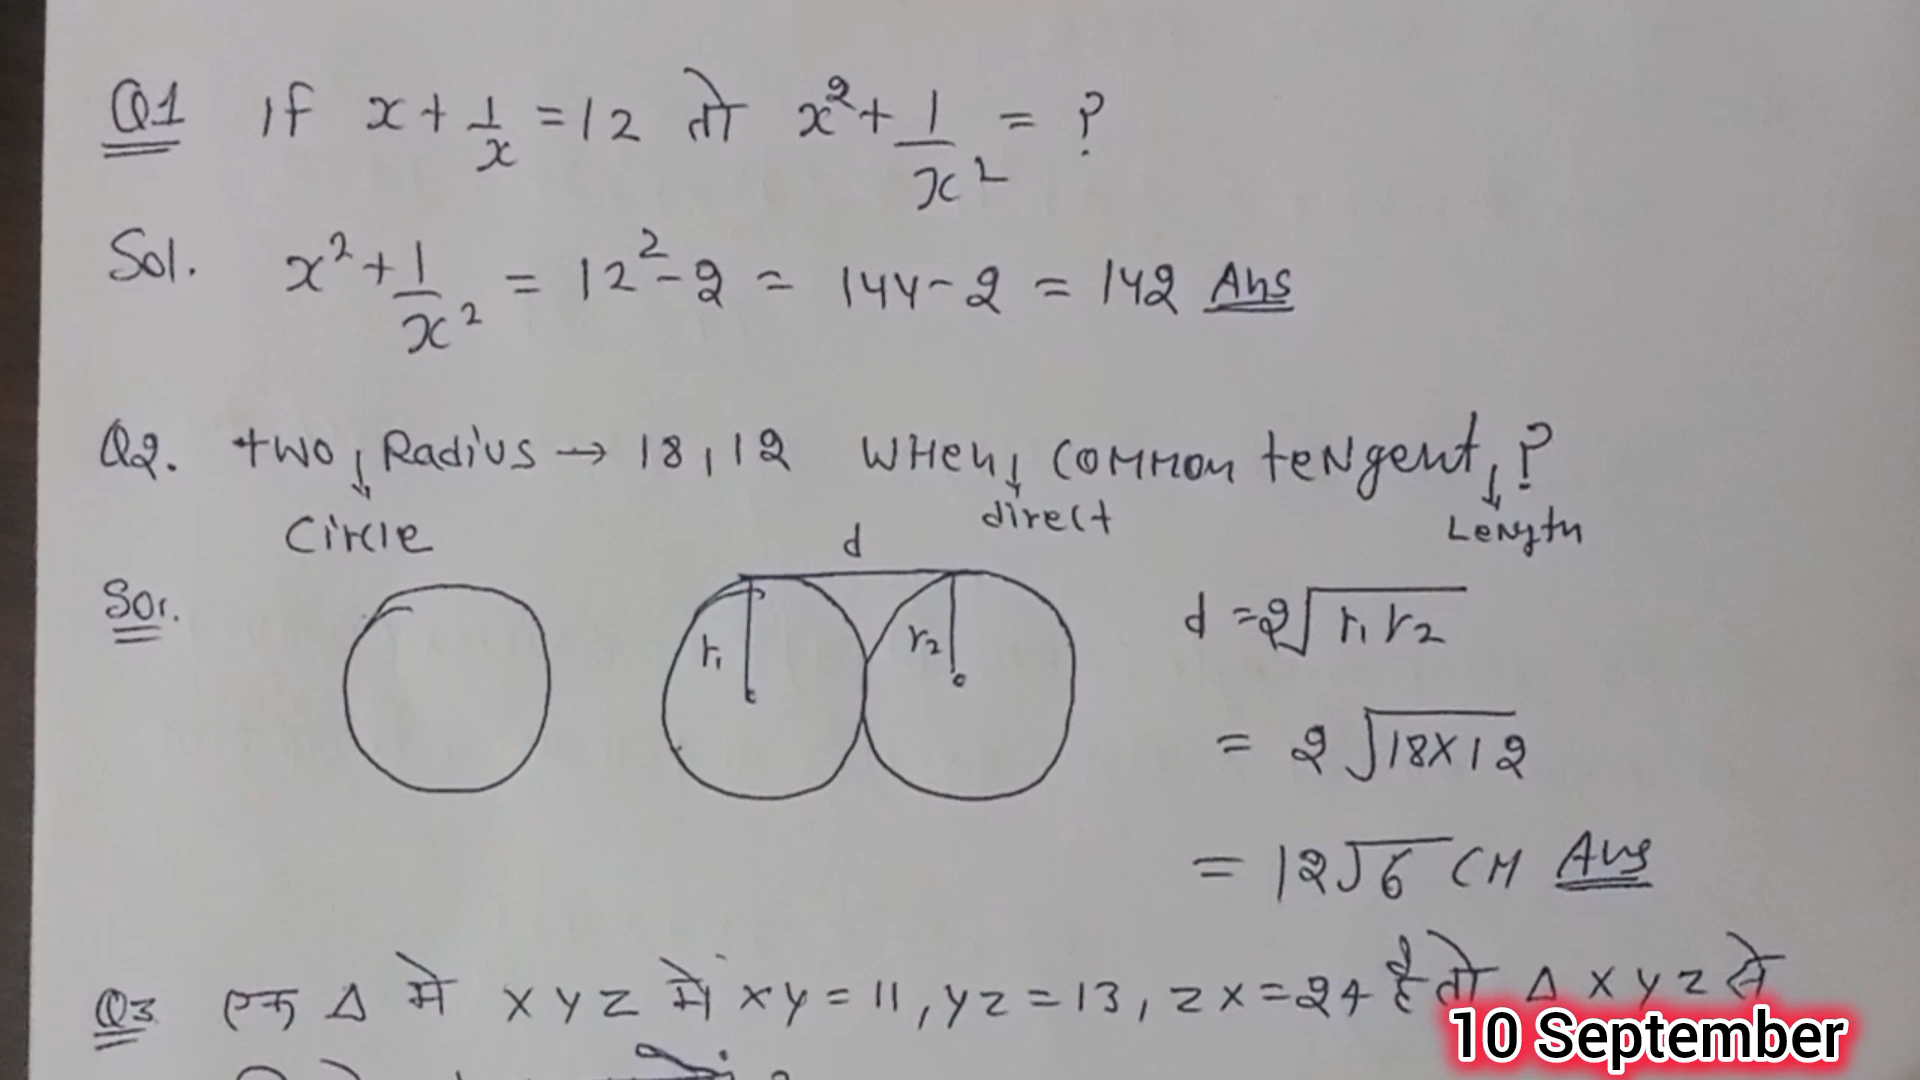 Q1 if x + 1/x = 12 तो x² + 1/x² = ?
Sol. x² + 1/x² = 12² - 2 = 144 - 2 = 142 Ans
Q2. two ↓ Radius → 18, 12 WHen ↓ COMMON teNgent ↓ ?
Circle direct Length
d
Sol. r₁ r₂ d = 2√r₁r₂
= 2√18×12
= 12√6 CM Ans
Q3 एक Δ मे XYZ में XY = 11, YZ = 13, ZX = 24 है तो Δ XYZ से
10 September